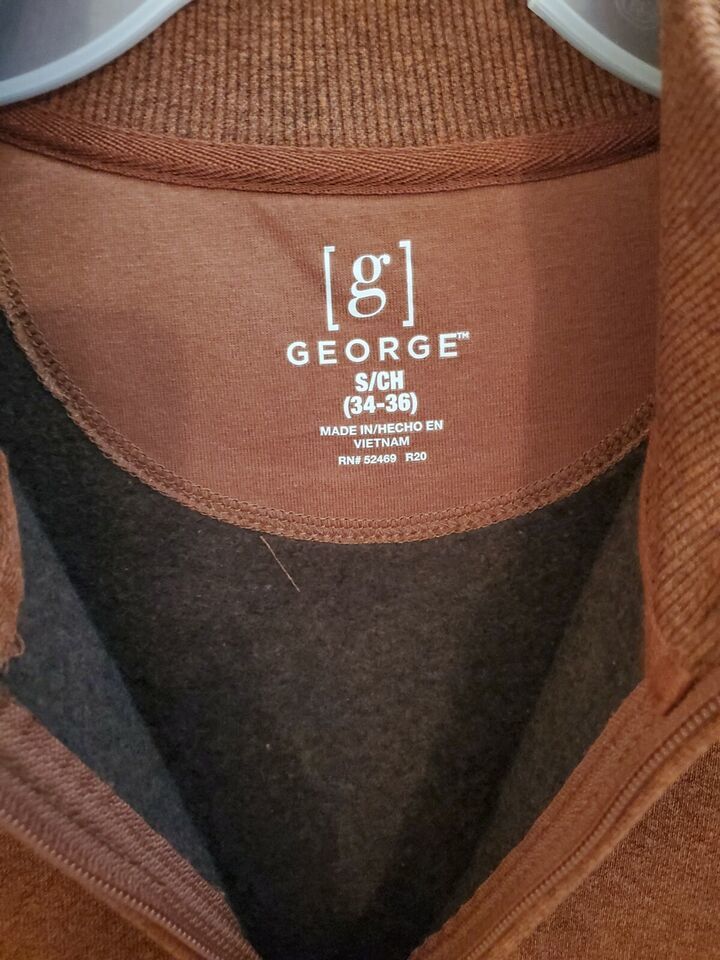 [g]
GEORGE™
S/CH
(34-36)
MADE IN/HECHO EN
VIETNAM
RN# 52469 R20